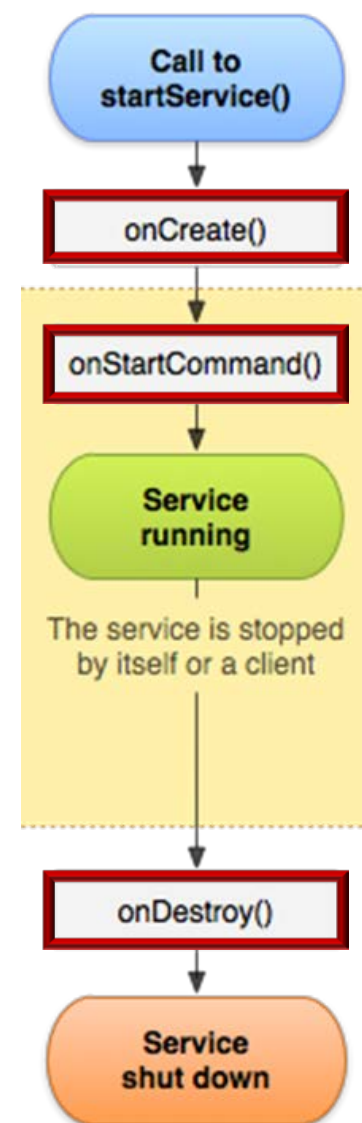 Call to
startService()
onCreate()
onStartCommand()
Service
running
The service is stopped
by itself or a client
onDestroy()
Service
shut down